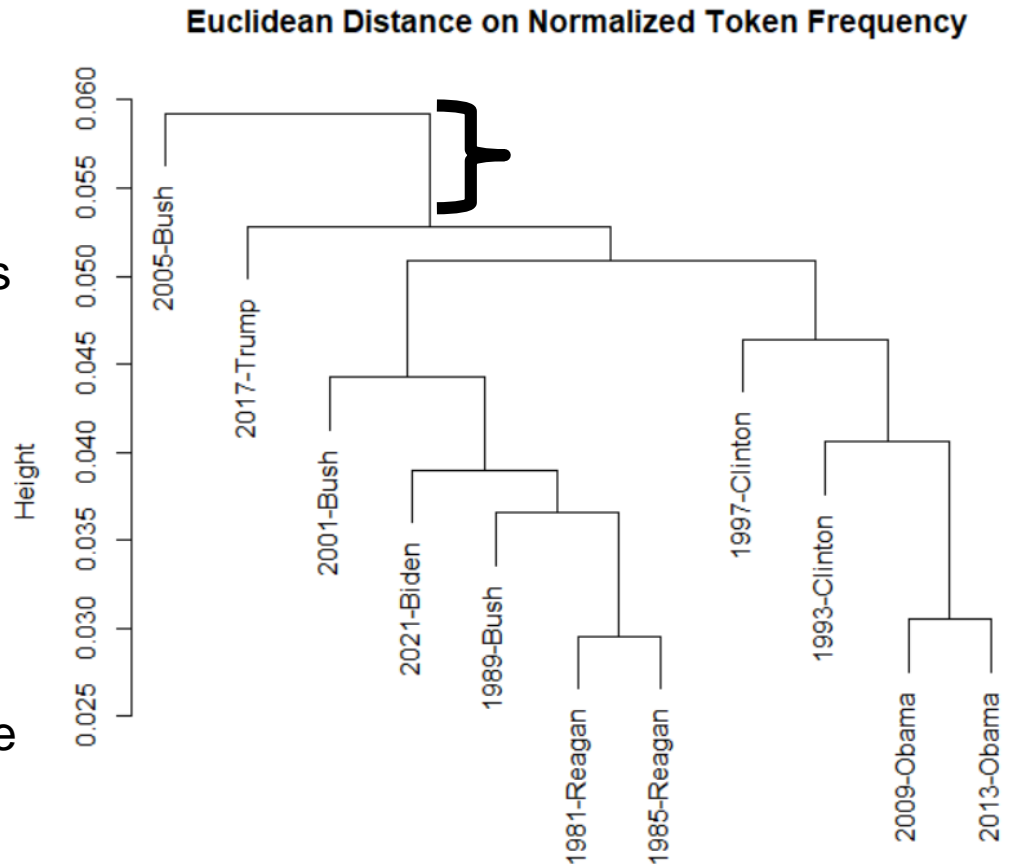 Euclidean Distance on Normalized Token Frequency
Height
0.060
0.055
0.050
0.045
0.040
0.035
0.030
0.025
2005-Bush
2017-Trump
2001-Bush
2021-Biden
1989-Bush
1981-Reagan
1985-Reagan
1997-Clinton
1993-Clinton
2009-Obama
2013-Obama
s
e